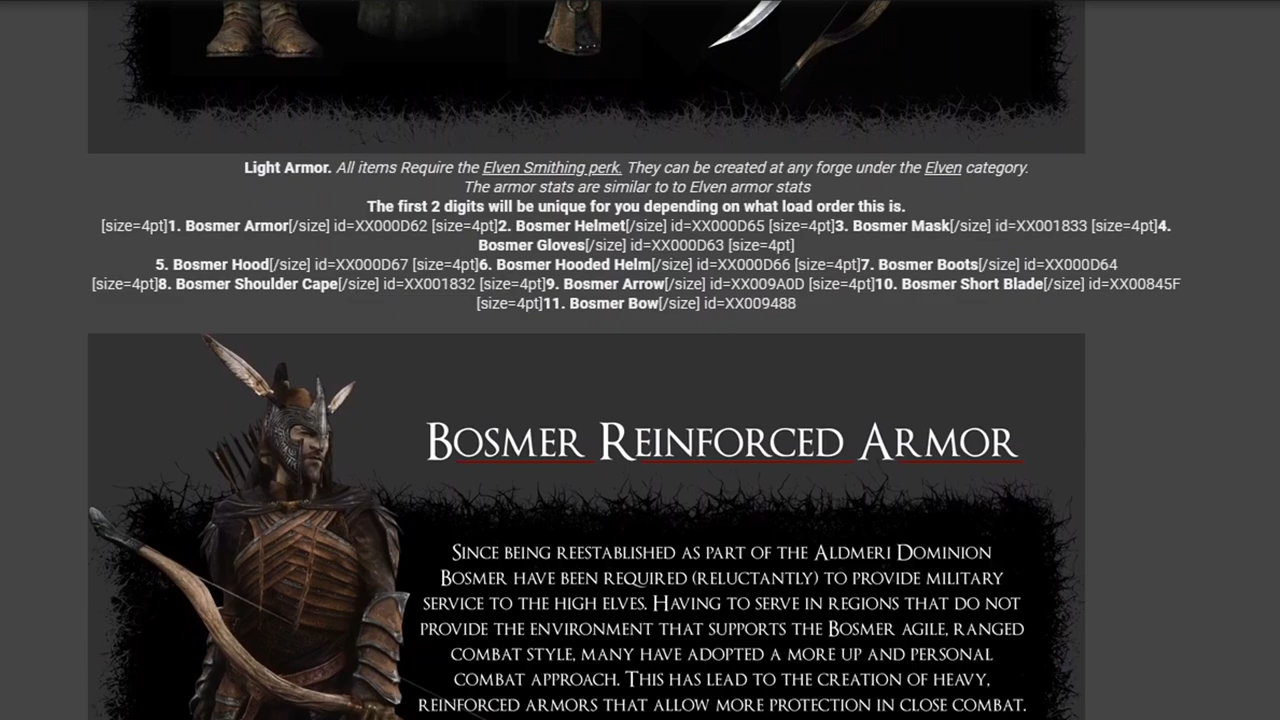 Light Armor. All items Require the Elven Smithing perk. They can be created at any forge under the Elven category.
The armor stats are similar to to Elven armor stats
The first 2 digits will be unique for you depending on what load order this is.
[size=4pt]1. Bosmer Armor[/size] id=XX000D62 [size=4pt]2. Bosmer Helmet[/size] id=XX000D65 [size=4pt]3. Bosmer Mask[/size] id=XX001833 [size=4pt]4.
Bosmer Gloves[/size] id=XX000D63 [size=4pt]
5. Bosmer Hood[/size] id=XX000D67 [size=4pt]6. Bosmer Hooded Helm[/size] id=XX000D66 [size=4pt]7. Bosmer Boots[/size] id=XX000D64
[size=4pt]8. Bosmer Shoulder Cape[/size] id=XX001832 [size=4pt]9. Bosmer Arrow[/size] id=XX009A0D [size=4pt]10. Bosmer Short Blade[/size] id=XX00845F
[size=4pt]11. Bosmer Bow[/size] id=XX009488
Bosmer Reinforced Armor
Since being reestablished as part of the Aldmeri Dominion
Bosmer have been required (reluctantly) to provide military
service to the High Elves. Having to serve in regions that do not
provide the environment that supports the Bosmer agile, ranged
combat style, many have adopted a more up and personal
combat approach. This has lead to the creation of heavy,
reinforced armors that allow more protection in close combat.